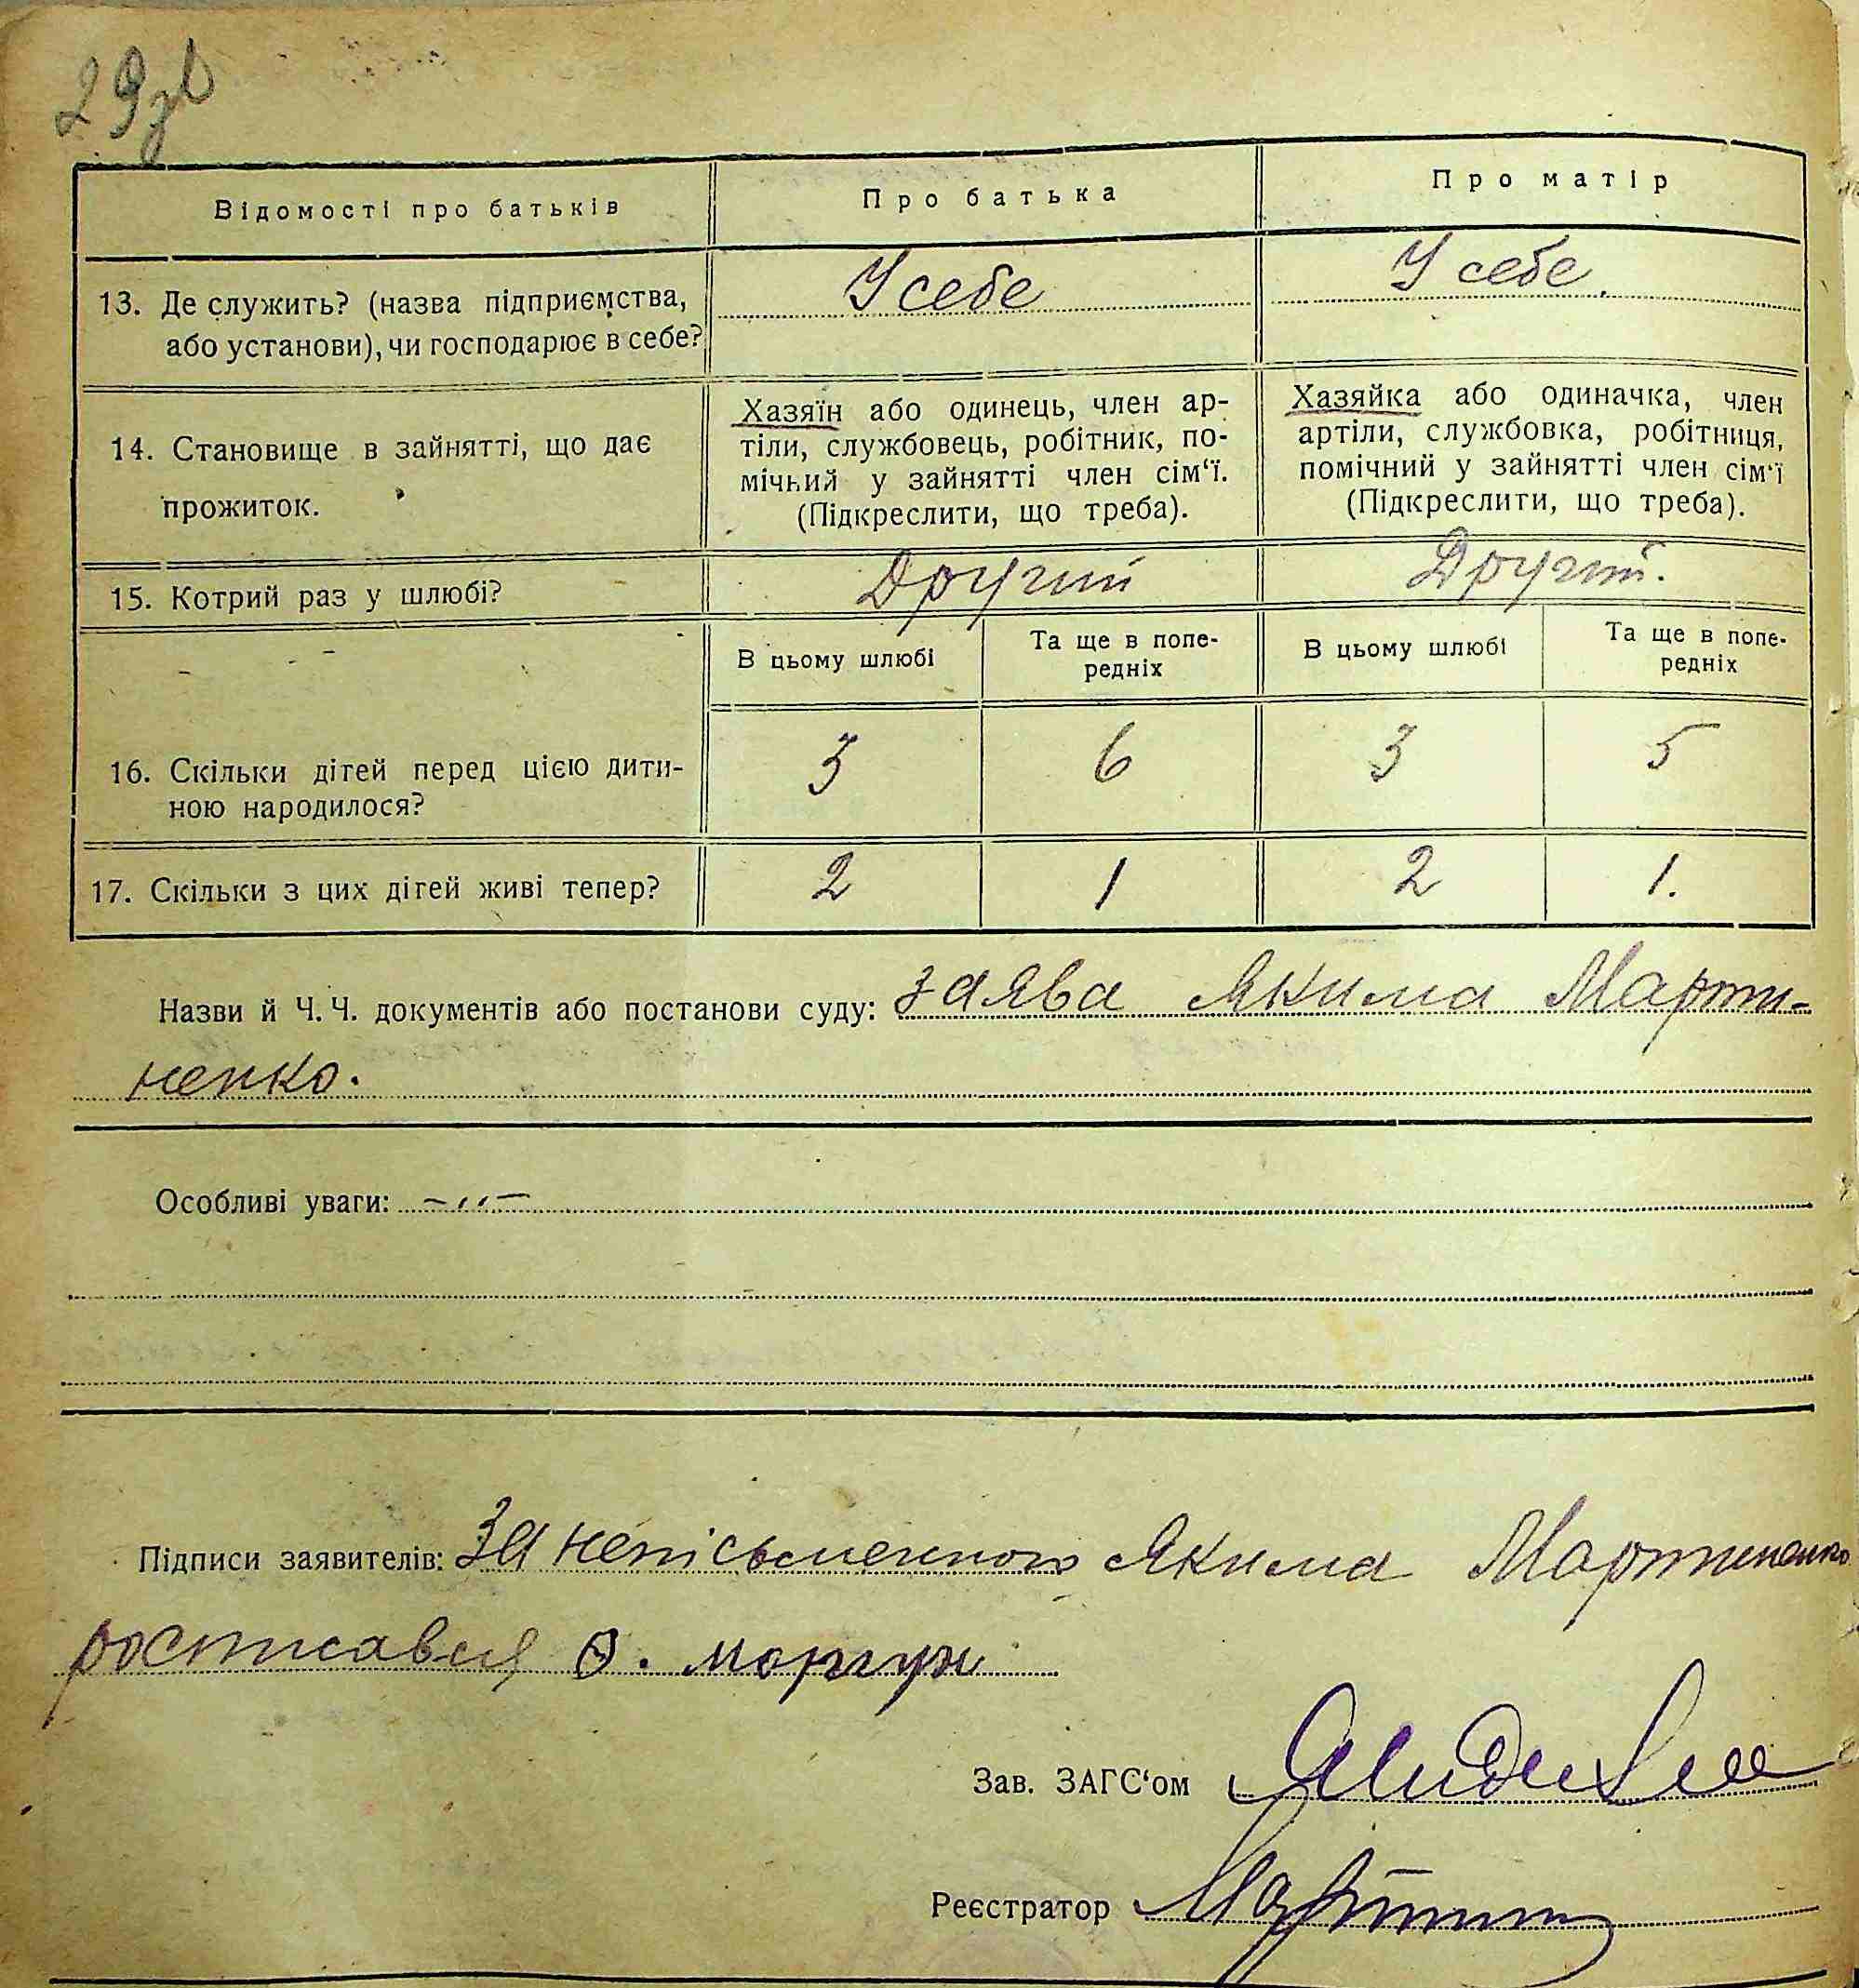 29зв
Відомості про батьків
Про батька
Про матір
13. Де служить? (назва підприємства,
або установи), чи господарює в себе?
У себе
У себе.
14. Становище в зайнятті, що дає
прожиток.
Хазяїн або одинець, член ар-
тіли, службовець, робітник, по-
мічний у зайнятті член сім‘ї.
(Підкреслити, що треба).
Хазяйка або одиначка, член
артіли, службовка, робітниця,
помічний у зайнятті член сім‘ї
(Підкреслити, що треба).
15. Котрий раз у шлюбі?
Другий
Другий.
В цьому шлюбі
Та ще в попе-
редніх
В цьому шлюбі
Та ще в попе-
редніх
16. Скільки дітей перед цією дити-
ною народилося?
3
6
3
5
17. Скільки з цих дітей живі тепер?
2
1
2
1.
Назви й Ч. Ч. документів або постанови суду: заява Якима Марти-
ненко.
Особливі уваги: –〃–
Підписи заявителів: За непісьменного Якима Мартиненко
росписався О. моргун
Зав. ЗАГС‘ом
Реєстратор